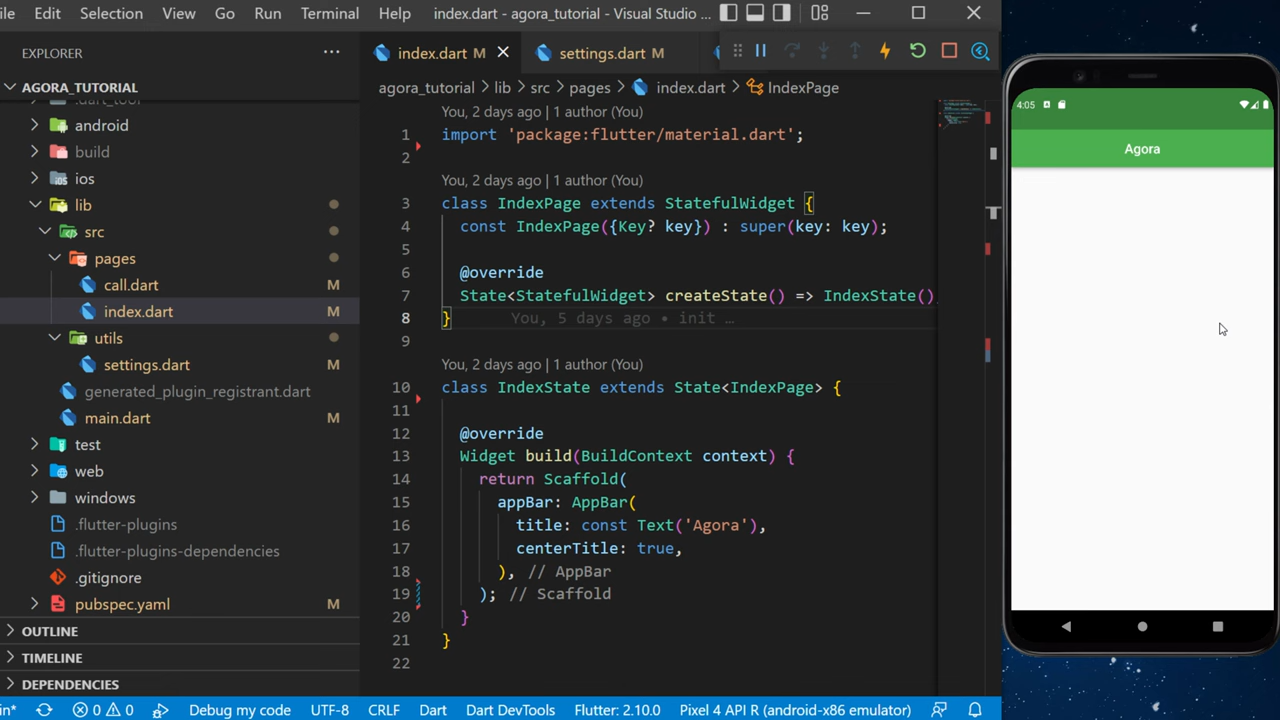 ile Edit Selection View Go Run Terminal Help index.dart - agora_tutorial - Visual Studio ...
EXPLORER ...
AGORA_TUTORIAL
.dart_tool
android
build
ios
lib
src
pages
call.dart M
index.dart M
utils
settings.dart M
generated_plugin_registrant.dart
main.dart M
test
web
windows
.flutter-plugins
.flutter-plugins-dependencies
.gitignore
pubspec.yaml M
OUTLINE
TIMELINE
DEPENDENCIES
index.dart M settings.dart M
agora_tutorial > lib > src > pages > index.dart > IndexPage
You, 2 days ago | 1 author (You)
1 import 'package:flutter/material.dart';
2
You, 2 days ago | 1 author (You)
3 class IndexPage extends StatefulWidget {
4 const IndexPage({Key? key}) : super(key: key);
5
6 @override
7 State<StatefulWidget> createState() => IndexState()
8 } You, 5 days ago • init …
9
You, 2 days ago | 1 author (You)
10 class IndexState extends State<IndexPage> {
11
12 @override
13 Widget build(BuildContext context) {
14 return Scaffold(
15 appBar: AppBar(
16 title: const Text('Agora'),
17 centerTitle: true,
18 ), // AppBar
19 ); // Scaffold
20 }
21 }
22
in* 0 0 Debug my code UTF-8 CRLF Dart Dart DevTools Flutter: 2.10.0 Pixel 4 API R (android-x86 emulator)
4:05
Agora